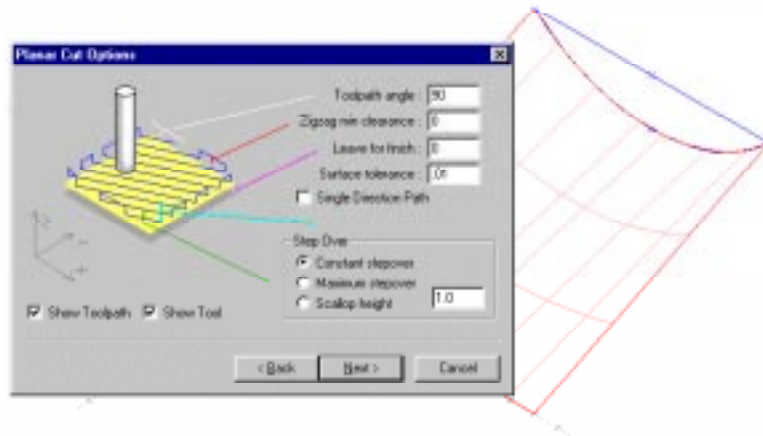 Planar Cut Options
Toolpath angle : 90
Zigzag min clearance : 0
Leave for finish : 0
Surface tolerance : .01
Single Direction Path
Step Over
Constant stepover
Maximum stepover
Scallop height
1.0
Show Toolpath
Show Tool
< Back
Next >
Cancel